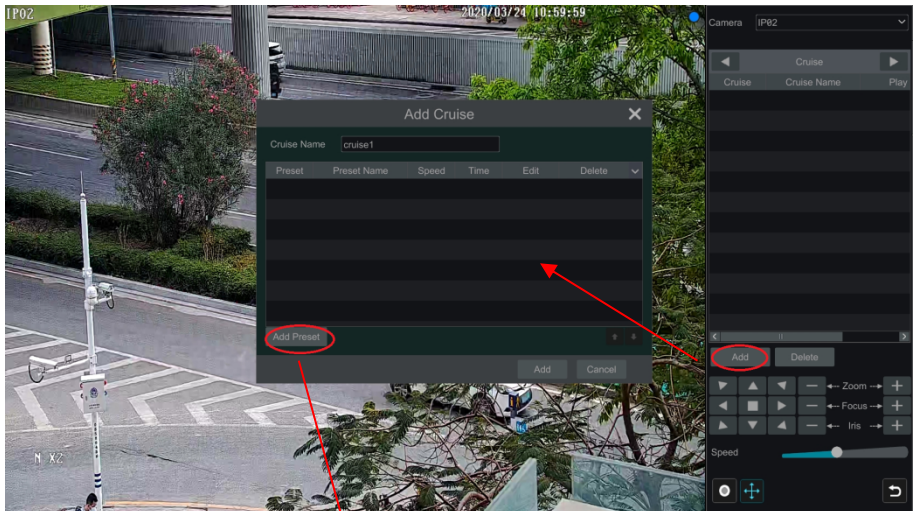 IP02
2020/03/24 10:59:59
Camera IP02
Cruise
Cruise Cruise Name Play
Add Cruise
Cruise Name cruise1
Preset Preset Name Speed Time Edit Delete
Add Preset
Add Cancel
Add Delete
Zoom
Focus
Iris
Speed
N X2